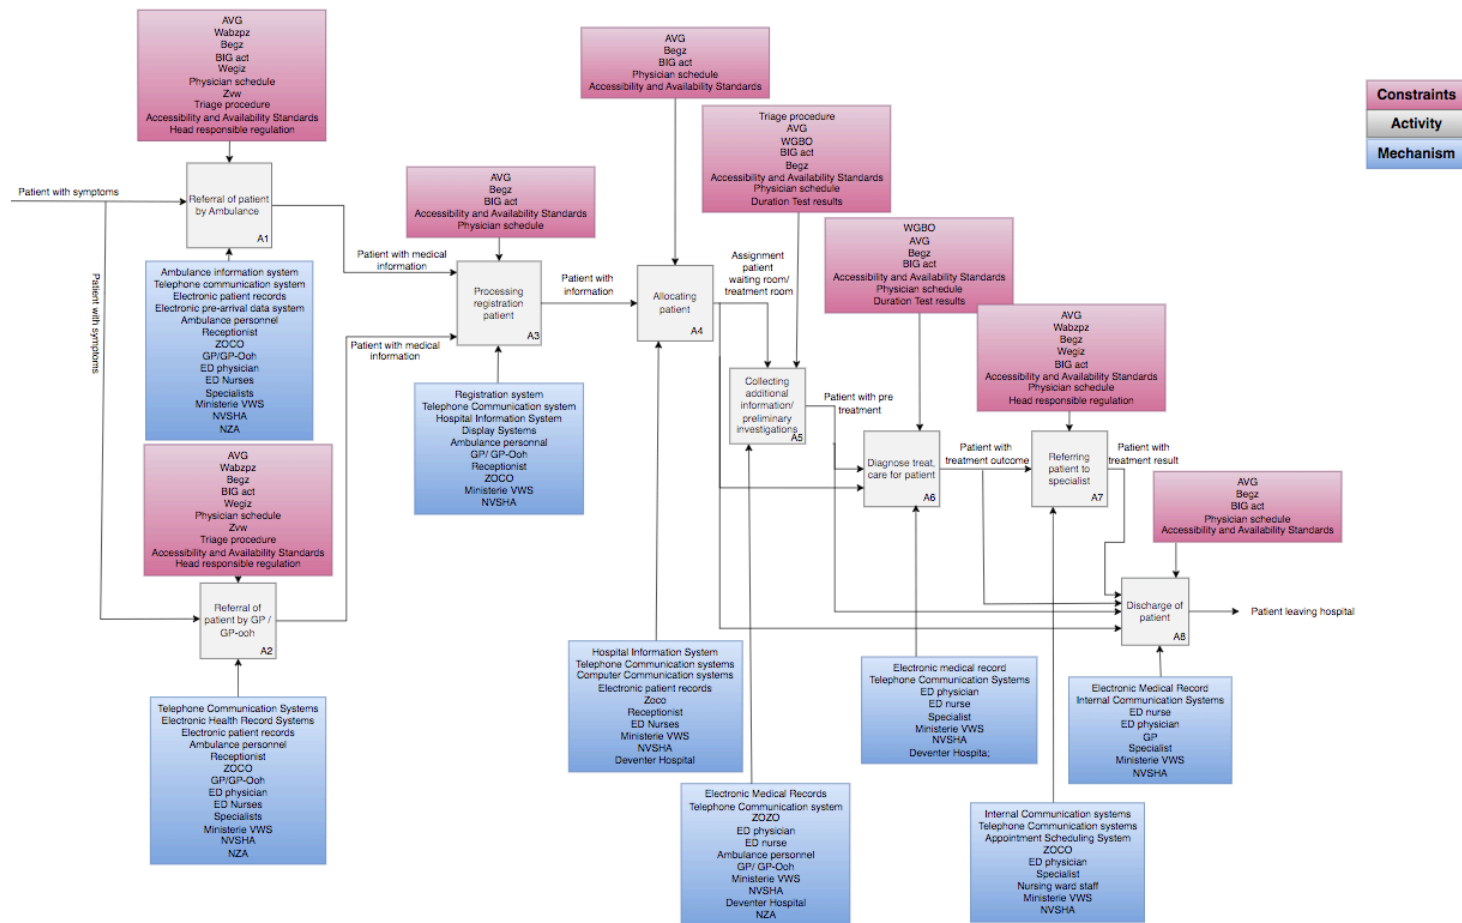 AVG
Wabzpz
Begz
BIG act
Wegiz
Physician schedule
Zvw
Triage procedure
Accessibility and Availability Standards
Head responsible regulation
AVG
Begz
BIG act
Physician schedule
Accessibility and Availability Standards
Constraints
Activity
Mechanism
Triage procedure
AVG
WGBO
BIG act
Begz
Accessibility and Availability Standards
Physician schedule
Duration Test results
Patient with symptoms
Referral of patient
by Ambulance
A1
AVG
Begz
BIG act
Accessibility and Availability Standards
Physician schedule
WGBO
AVG
Begz
BIG act
Accessibility and Availability Standards
Physician schedule
Duration Test results
Patient with medical
information
Patient with symptoms
Ambulance information system
Telephone communication system
Electronic patient records
Electronic pre-arrival data system
Ambulance personnel
Receptionist
ZOCO
GP/GP-Ooh
ED physician
ED Nurses
Specialists
Ministerie VWS
NVSHA
NZA
Processing
registration
patient
A3
Patient with
information
Allocating
patient
A4
Assignment
patient
waiting room/
treatment room
Patient with medical
information
AVG
Wabzpz
Begz
Wegiz
BIG act
Accessibility and Availability Standards
Physician schedule
Head responsible regulation
Registration system
Telephone Communication system
Hospital Information System
Display Systems
Ambulance personnal
GP/ GP-Ooh
Receptionist
ZOCO
Ministerie VWS
NVSHA
Collecting
additional
information/
preliminary
investigations
A5
Patient with pre
treatment
Diagnose treat,
care for patient
A6
Patient with
treatment outcome
Referring
patient to
specialist
A7
Patient with
treatment result
AVG
Wabzpz
Begz
BIG act
Wegiz
Physician schedule
Zvw
Triage procedure
Accessibility and Availability Standards
Head responsible regulation
AVG
Begz
BIG act
Physician schedule
Accessibility and Availability Standards
Referral of
patient by GP /
GP-ooh
A2
Discharge of
patient
A8
Patient leaving hospital
Telephone Communication Systems
Electronic Health Record Systems
Electronic patient records
Ambulance personnel
Receptionist
ZOCO
GP/GP-Ooh
ED physician
ED Nurses
Specialists
Ministerie VWS
NVSHA
NZA
Hospital Information System
Telephone Communication systems
Computer Communication systems
Electronic patient records
Zoco
Receptionist
ED Nurses
Ministerie VWS
NVSHA
Deventer Hospital
Electronic medical record
Telephone Communication Systems
ED physician
ED nurse
Specialist
Ministerie VWS
NVSHA
Deventer Hospita;
Electronic Medical Record
Internal Communication Systems
ED nurse
ED physician
GP
Specialist
Ministerie VWS
NVSHA
Electronic Medical Records
Telephone Communication system
ZOZO
ED physician
ED nurse
Ambulance personnel
GP/ GP-Ooh
Ministerie VWS
NVSHA
Deventer Hospital
NZA
Internal Communication systems
Telephone Communication systems
Appointment Scheduling System
ZOCO
ED physician
Specialist
Nursing ward staff
Ministerie VWS
NVSHA